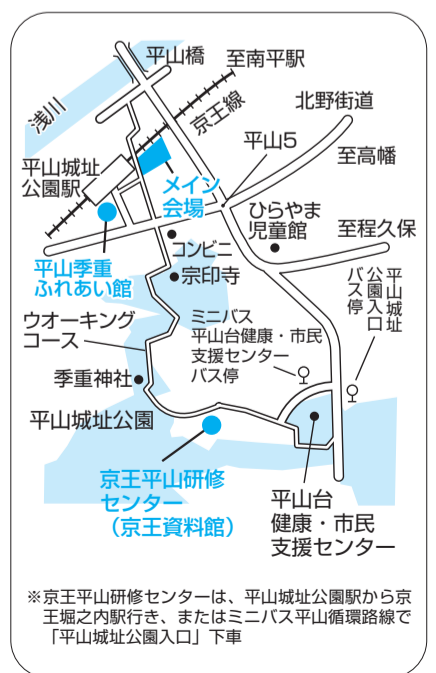 平山橋
至南平駅
浅川
京王線
北野街道
平山5
至高幡
平山城址
公園駅
メイン
会場
ひらやま
児童館
至程久保
平山季重
ふれあい館
コンビニ
宗印寺
平山城址
公園入口
バス停
ミニバス
平山台健康・市民
支援センター
バス停
ウオーキング
コース
季重神社
平山城址公園
京王平山研修
センター
（京王資料館）
平山台
健康・市民
支援センター
※京王平山研修センターは、平山城址公園駅から京
王堀之内駅行き、またはミニバス平山循環路線で
「平山城址公園入口」下車